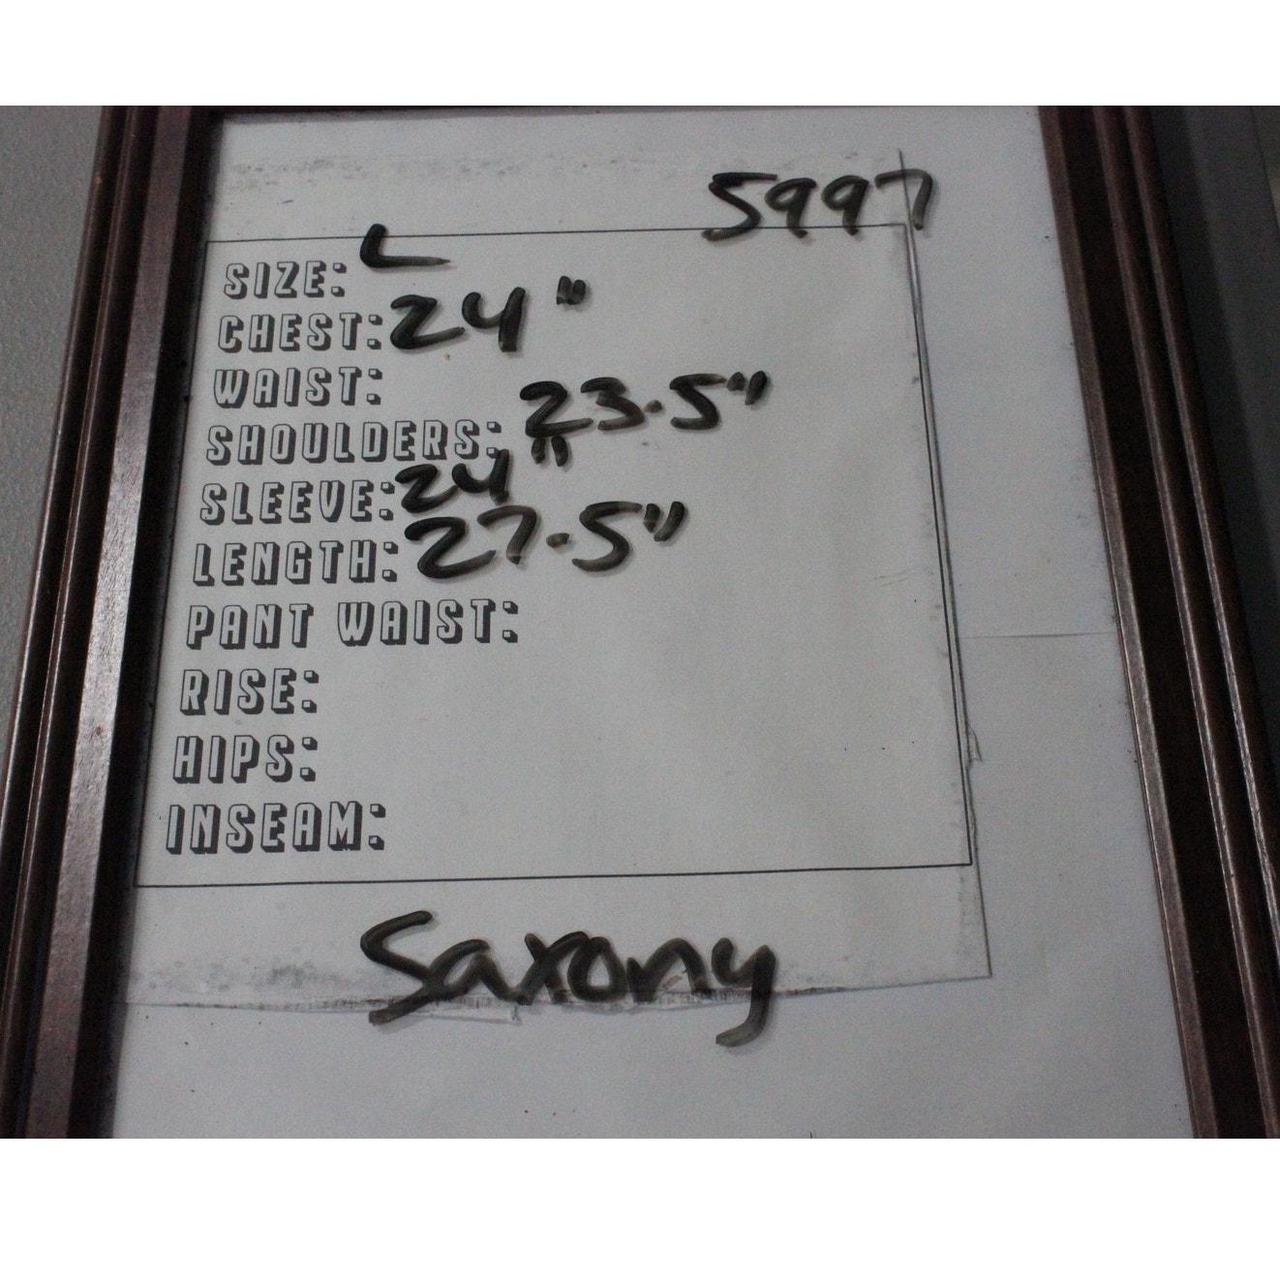 5997
SIZE: L
CHEST: 24"
WAIST:
SHOULDERS: 23.5"
SLEEVE: 24"
LENGTH: 27.5"
PANT WAIST:
RISE:
HIPS:
INSEAM:
Saxony